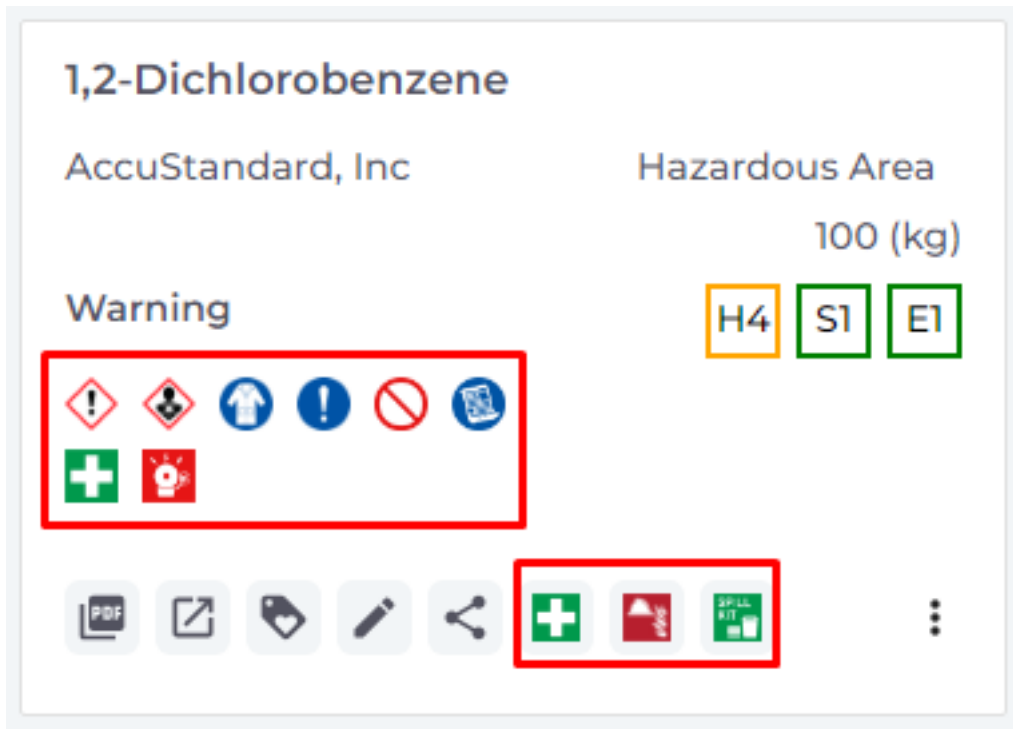 1,2-Dichlorobenzene
AccuStandard, Inc
Hazardous Area
100 (kg)
Warning
H4 S1 E1
PDF
SPILL
KIT